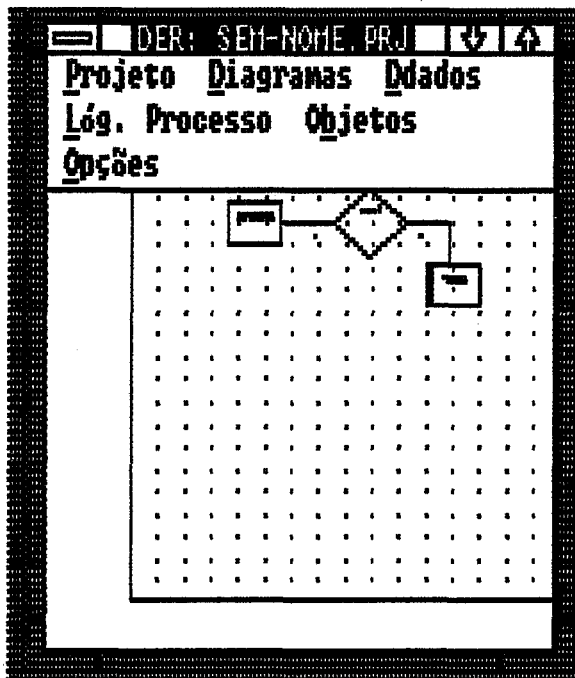 DER: SEM-NOME.PRJ
Projeto Diagramas Ddados
Lóg. Processo Objetos
Opções